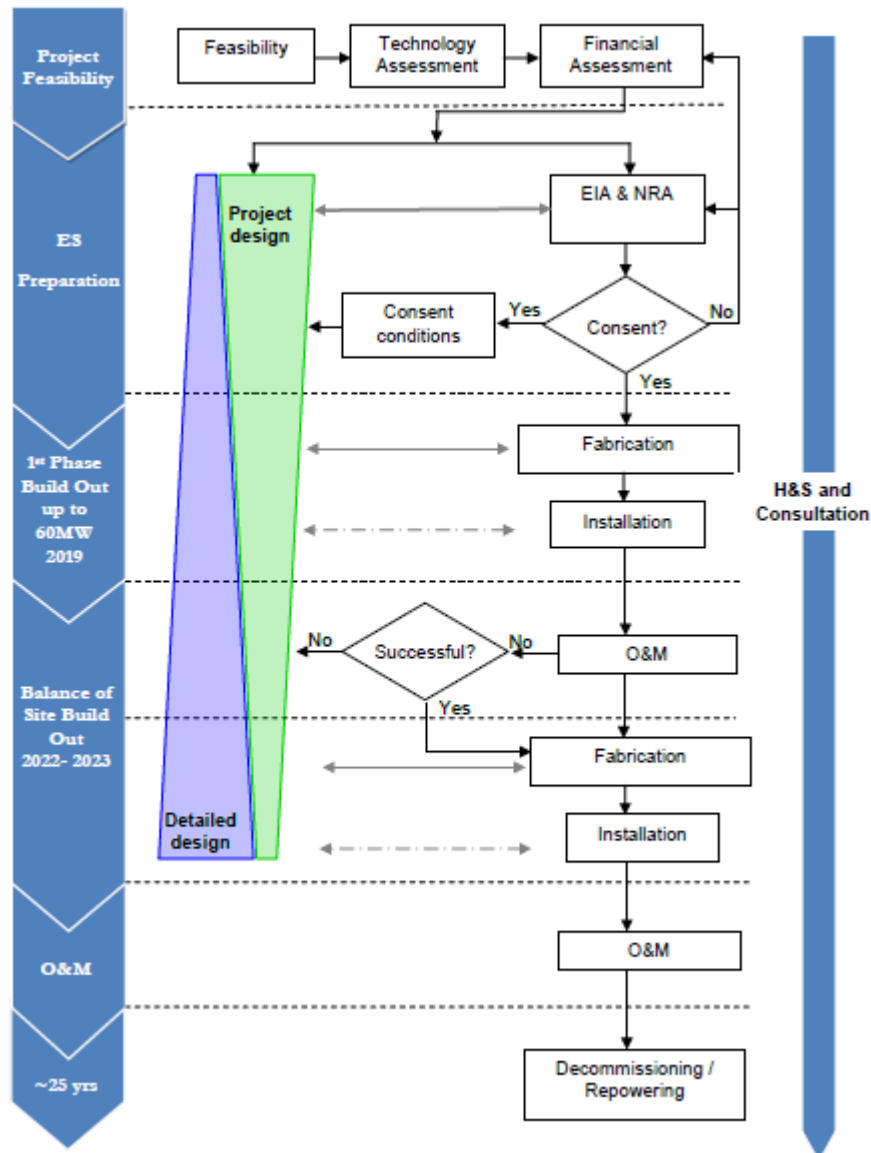 Project
Feasibility
Feasibility
Technology
Assessment
Financial
Assessment
ES
Preparation
Project
design
EIA & NRA
Consent
conditions
Yes
Consent?
No
Yes
1st Phase
Build Out
up to
60MW
2019
Fabrication
Installation
H&S and
Consultation
Balance of
Site Build
Out
2022- 2023
No
Successful?
No
O&M
Yes
Fabrication
Detailed
design
Installation
O&M
O&M
~25 yrs
Decommissioning /
Repowering